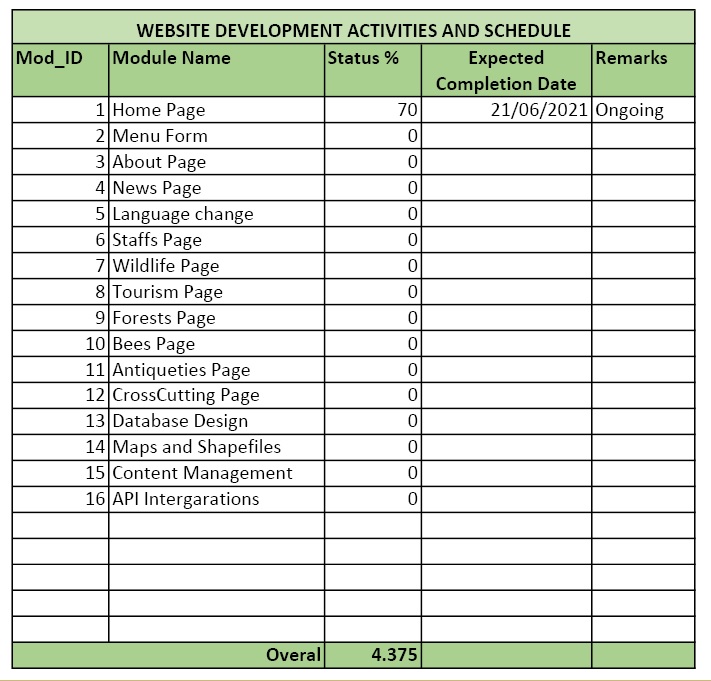 WEBSITE DEVELOPMENT ACTIVITIES AND SCHEDULE
Mod_ID Module Name Status % Expected Completion Date Remarks
1 Home Page 70 21/06/2021 Ongoing
2 Menu Form 0
3 About Page 0
4 News Page 0
5 Language change 0
6 Staffs Page 0
7 Wildlife Page 0
8 Tourism Page 0
9 Forests Page 0
10 Bees Page 0
11 Antiqueties Page 0
12 CrossCutting Page 0
13 Database Design 0
14 Maps and Shapefiles 0
15 Content Management 0
16 API Intergarations 0
Overal 4.375